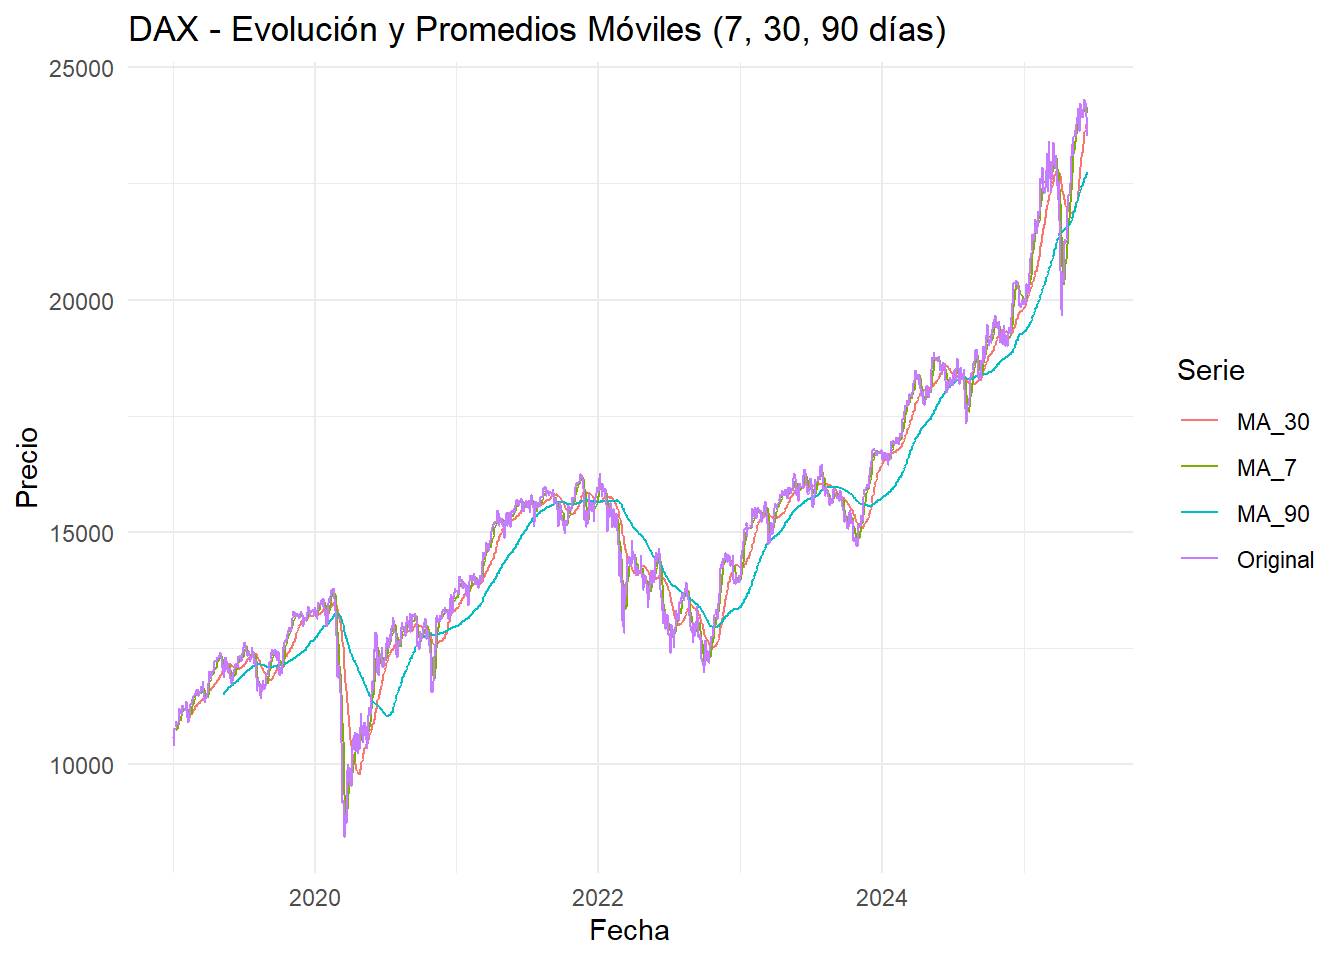 DAX - Evolución y Promedios Móviles (7, 30, 90 días)
25000
20000
15000
10000
Precio
2020
2022
2024
Fecha
Serie
MA_30
MA_7
MA_90
Original